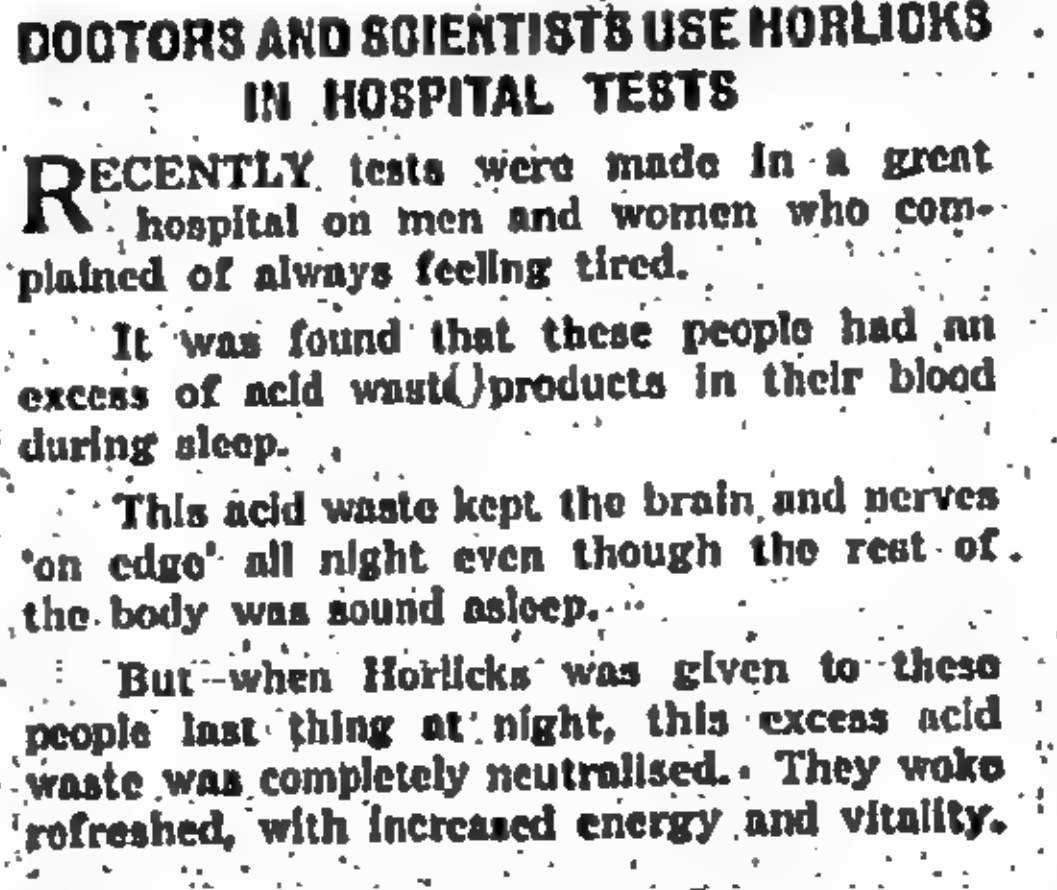 DOCTORS AND SCIENTISTS USE HORLICKS
IN HOSPITAL TESTS
RECENTLY tests were made in a great
hospital on men and women who com-
plained of always feeling tired.
It was found that these people had an
excess of acid waste products in their blood
during sleep.
This acid waste kept the brain and nerves
'on edge' all night even though the rest of
the body was sound asleep.
But when Horlicks was given to these
people last thing at night, this excess acid
waste was completely neutralised. They woke
refreshed, with increased energy and vitality.